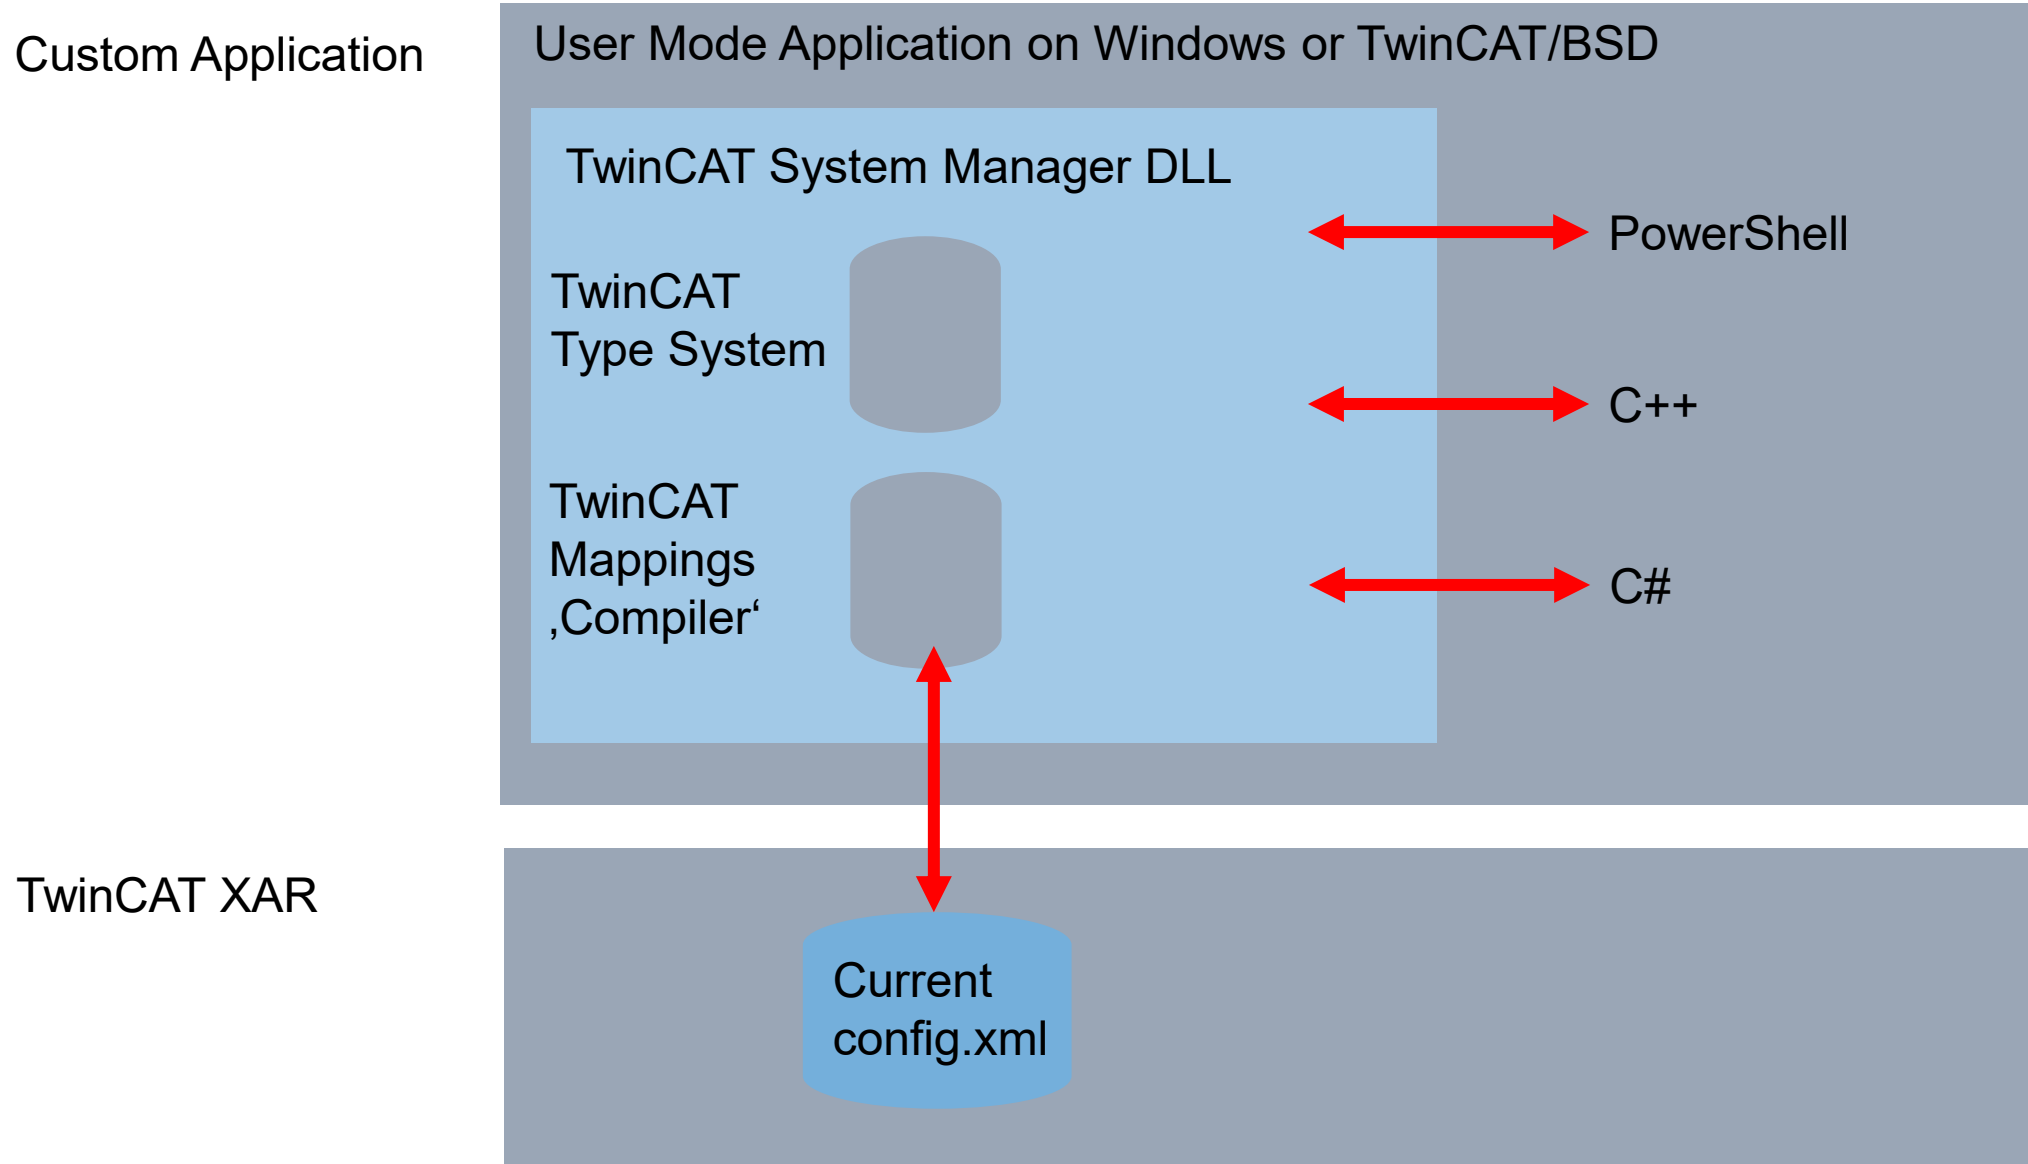 Custom Application
User Mode Application on Windows or TwinCAT/BSD
TwinCAT System Manager DLL
TwinCAT
Type System
PowerShell
C++
TwinCAT
Mappings
‚Compiler‘
C#
TwinCAT XAR
Current
config.xml